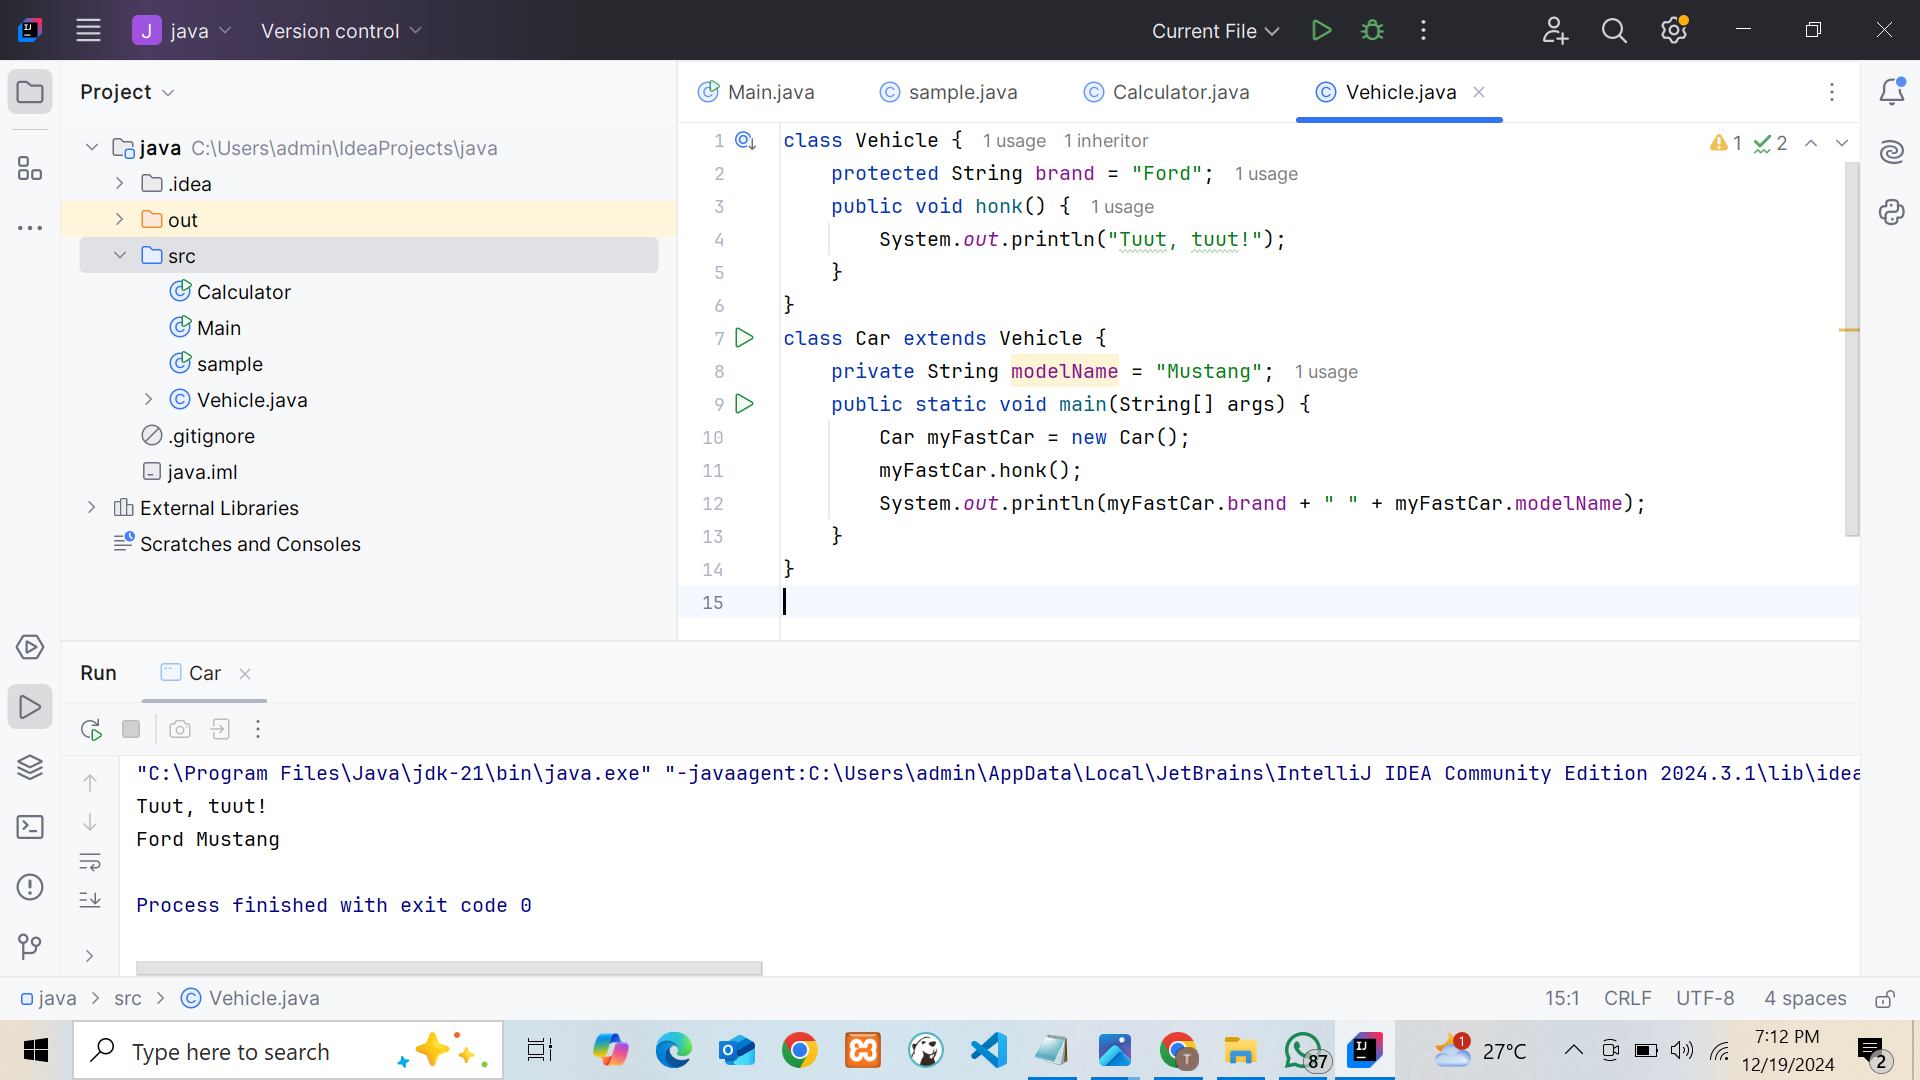 J java Version control Current File
Project
java C:\Users\admin\IdeaProjects\java
.idea
out
src
Calculator
Main
sample
Vehicle.java
.gitignore
java.iml
External Libraries
Scratches and Consoles
Main.java sample.java Calculator.java Vehicle.java
1 class Vehicle { 1 usage 1 inheritor
2 protected String brand = "Ford"; 1 usage
3 public void honk() { 1 usage
4 System.out.println("Tuut, tuut!");
5 }
6 }
7 class Car extends Vehicle {
8 private String modelName = "Mustang"; 1 usage
9 public static void main(String[] args) {
10 Car myFastCar = new Car();
11 myFastCar.honk();
12 System.out.println(myFastCar.brand + " " + myFastCar.modelName);
13 }
14 }
15
1 2
Run Car
"C:\Program Files\Java\jdk-21\bin\java.exe" "-javaagent:C:\Users\admin\AppData\Local\JetBrains\IntelliJ IDEA Community Edition 2024.3.1\lib\idea
Tuut, tuut!
Ford Mustang
Process finished with exit code 0
java > src > Vehicle.java 15:1 CRLF UTF-8 4 spaces
Type here to search
T
87
IJ
1
27°C
7:12 PM
12/19/2024
2